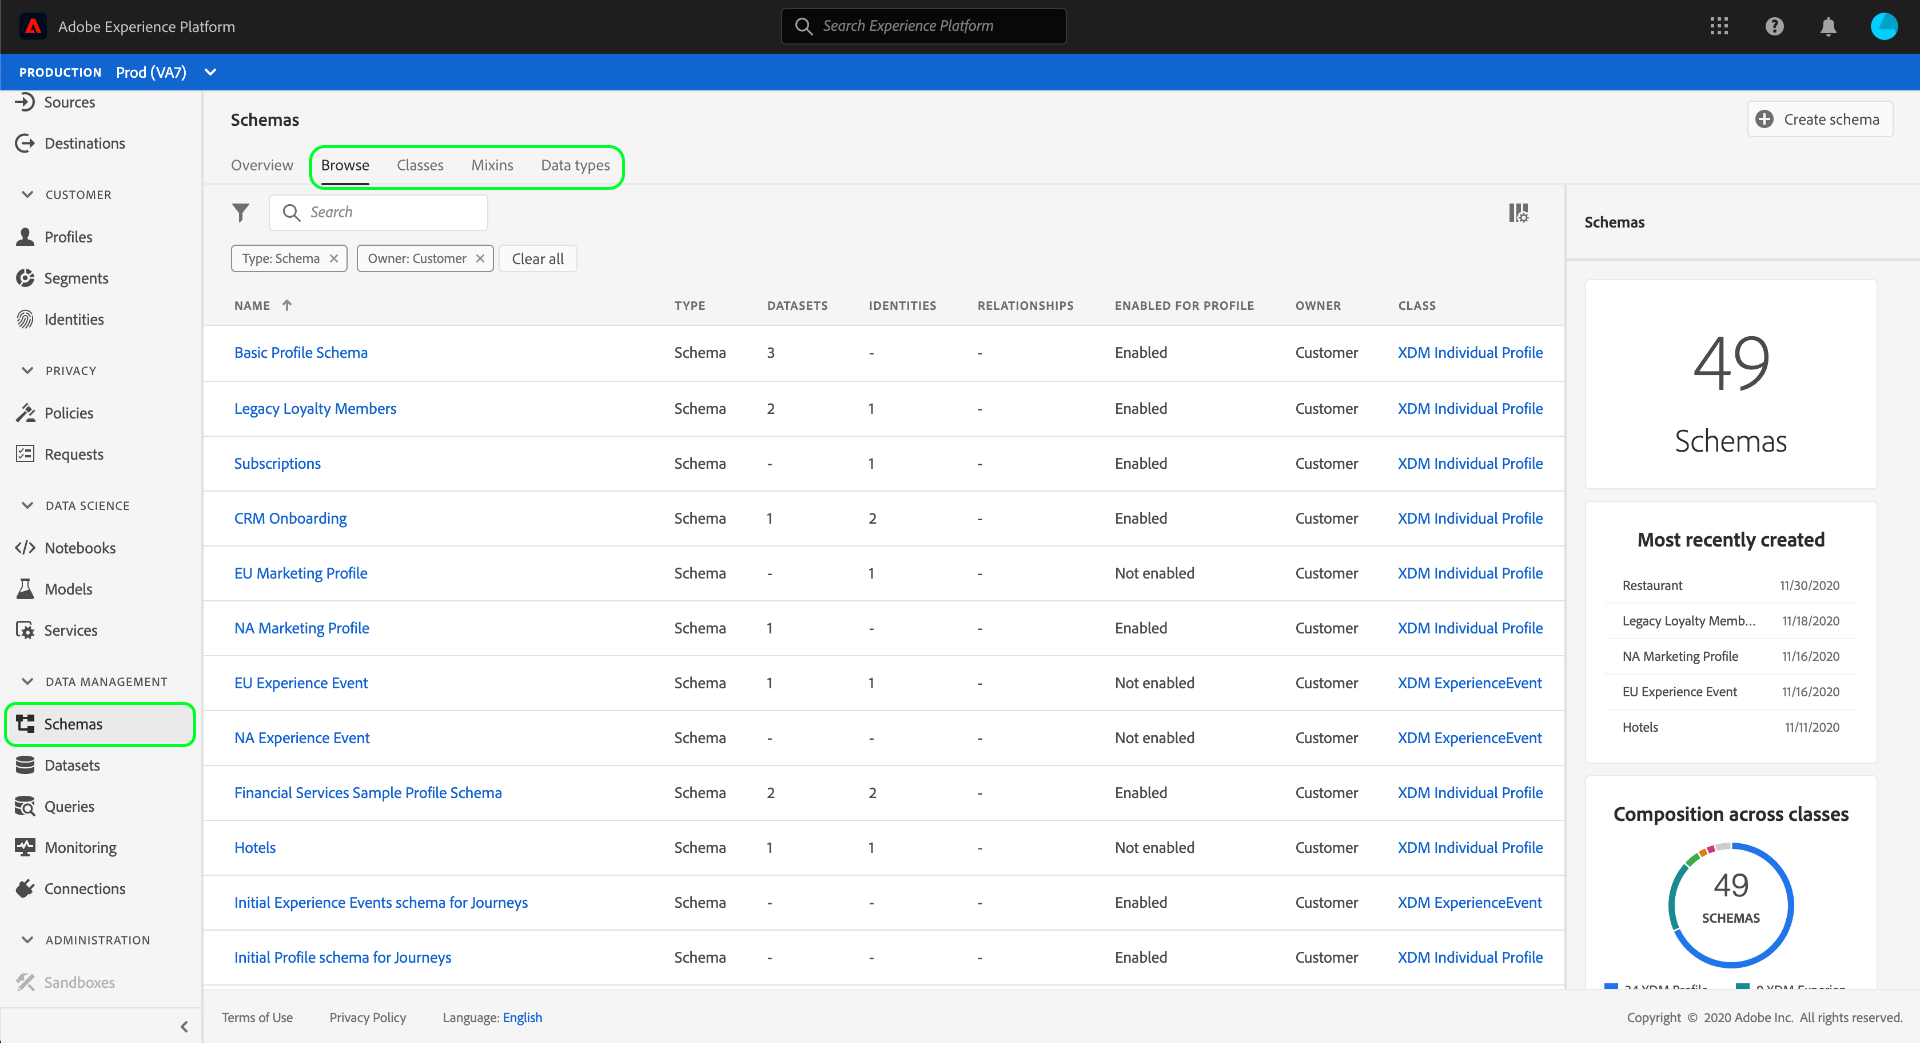 Adobe Experience Platform
Search Experience Platform
PRODUCTION Prod (VA7)
Sources
Destinations
CUSTOMER
Profiles
Segments
Identities
PRIVACY
Policies
Requests
DATA SCIENCE
Notebooks
Models
Services
DATA MANAGEMENT
Schemas
Datasets
Queries
Monitoring
Connections
ADMINISTRATION
Sandboxes
Schemas
Create schema
Overview Browse Classes Mixins Data types
Search
Type: Schema Owner: Customer Clear all
NAME TYPE DATASETS IDENTITIES RELATIONSHIPS ENABLED FOR PROFILE OWNER CLASS
Basic Profile Schema Schema 3 - - Enabled Customer XDM Individual Profile
Legacy Loyalty Members Schema 2 1 - Enabled Customer XDM Individual Profile
Subscriptions Schema - 1 - Enabled Customer XDM Individual Profile
CRM Onboarding Schema 1 2 - Enabled Customer XDM Individual Profile
EU Marketing Profile Schema - 1 - Not enabled Customer XDM Individual Profile
NA Marketing Profile Schema 1 - - Enabled Customer XDM Individual Profile
EU Experience Event Schema 1 1 - Not enabled Customer XDM ExperienceEvent
NA Experience Event Schema - - - Not enabled Customer XDM ExperienceEvent
Financial Services Sample Profile Schema Schema 2 2 - Enabled Customer XDM Individual Profile
Hotels Schema 1 1 - Not enabled Customer XDM Individual Profile
Initial Experience Events schema for Journeys Schema - - - Enabled Customer XDM ExperienceEvent
Initial Profile schema for Journeys Schema - - - Enabled Customer XDM Individual Profile
Schemas
49
Schemas
Most recently created
Restaurant 11/30/2020
Legacy Loyalty Memb... 11/18/2020
NA Marketing Profile 11/16/2020
EU Experience Event 11/16/2020
Hotels 11/11/2020
Composition across classes
49
SCHEMAS
XDM Profile XDM
Terms of Use Privacy Policy Language: English
Copyright © 2020 Adobe Inc. All rights reserved.